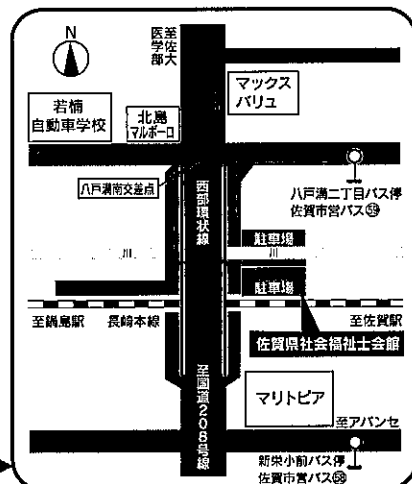 N
至佐大
医学部
マックス
バリュ
若楠
自動車学校
北島
マルボーロ
八戸溝南交差点
西部環状線
八戸溝二丁目バス停
佐賀市営バス㊴
駐車場
川
川
駐車場
至鍋島駅
長崎本線
至佐賀駅
佐賀県社会福祉士会館
至国道208号線
マリトピア
至アバンセ
新栄小前バス停
佐賀市営バス